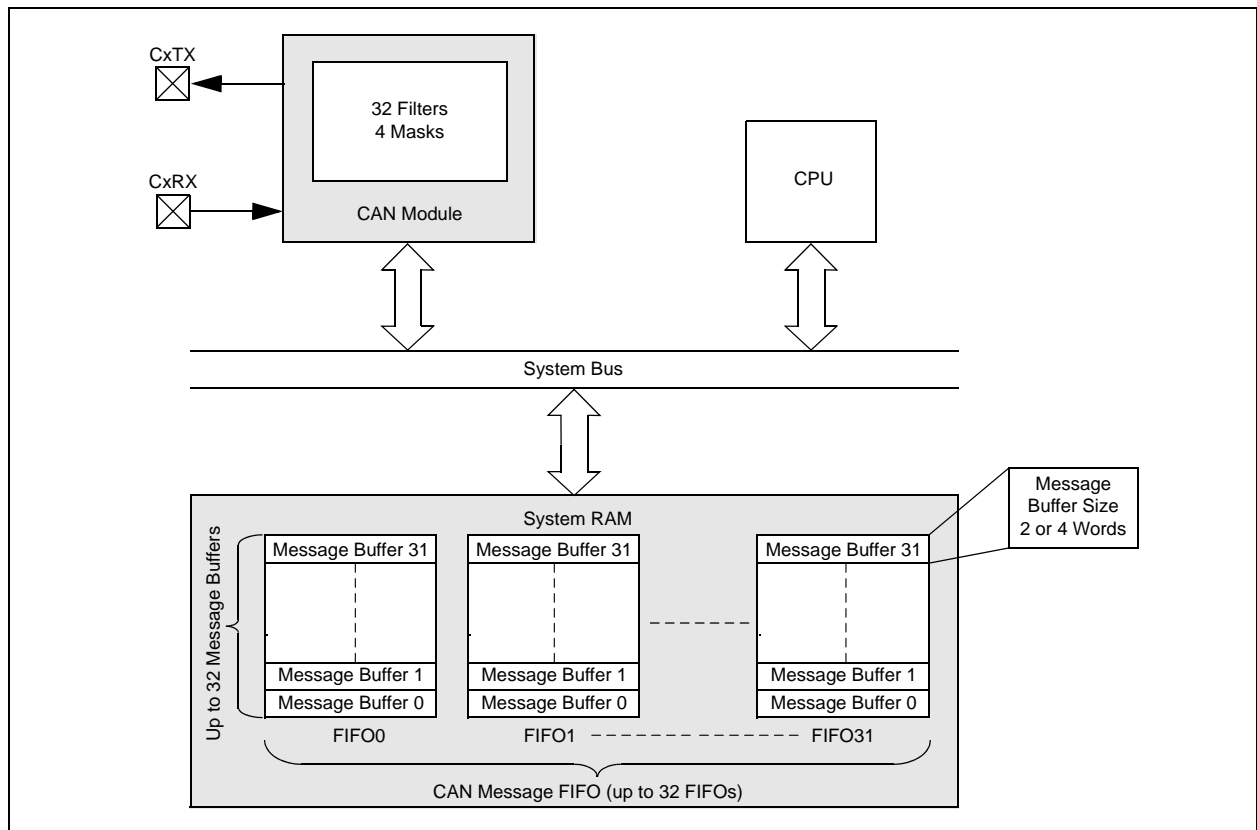 CxTX
32 Filters
4 Masks
CPU
CxRX
CAN Module
System Bus
Message
Buffer Size
2 or 4 Words
System RAM
Up to 32 Message Buffers
Message Buffer 31
Message Buffer 31
Message Buffer 31
Message Buffer 1
Message Buffer 1
Message Buffer 1
Message Buffer 0
Message Buffer 0
Message Buffer 0
FIFO0
FIFO1
FIFO31
CAN Message FIFO (up to 32 FIFOs)